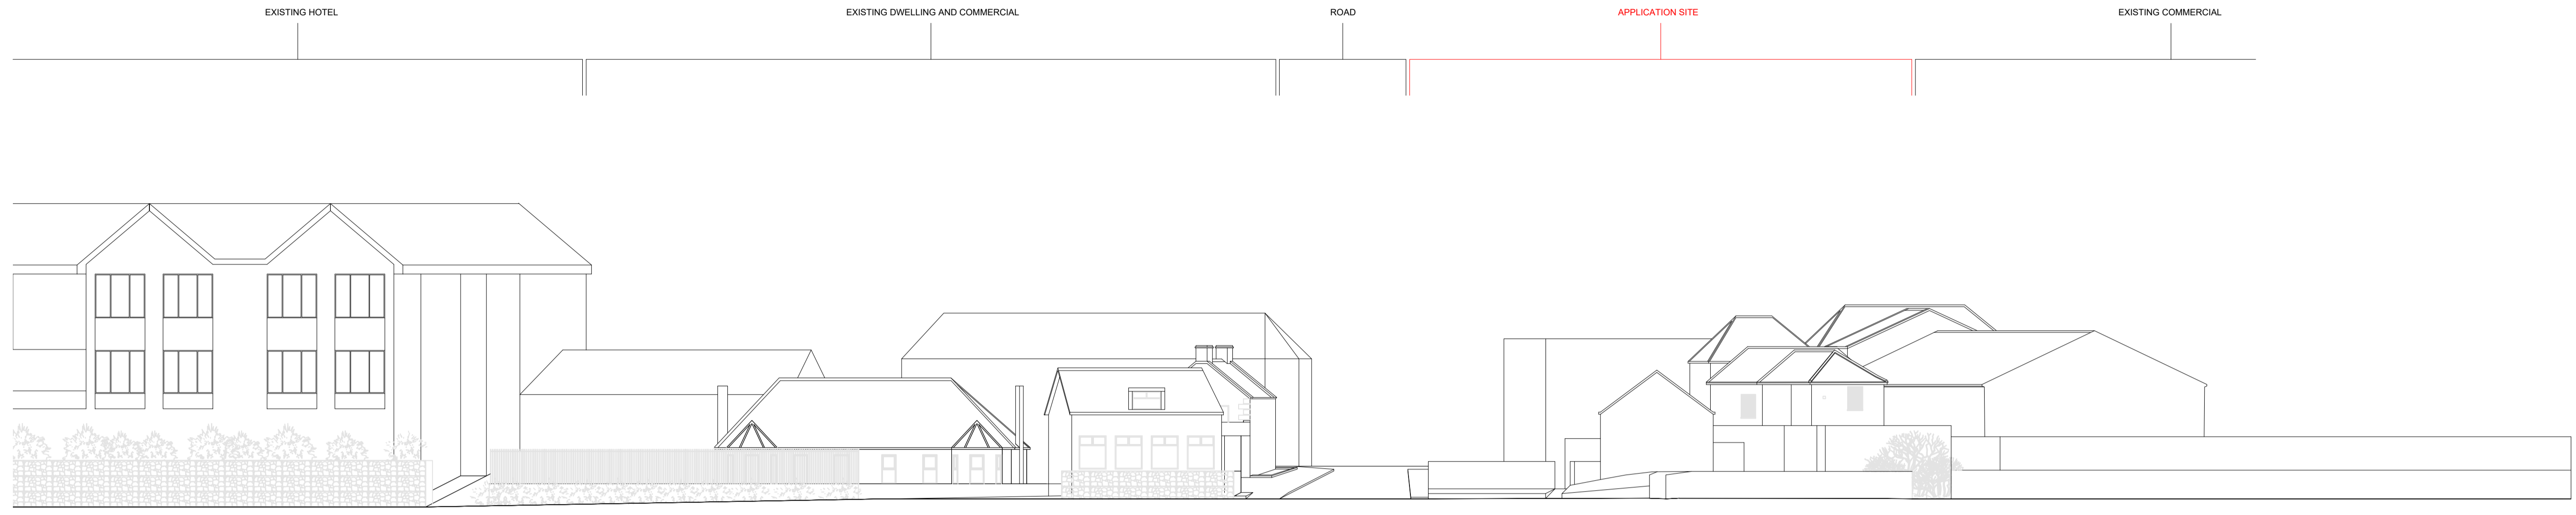 EXISTING HOTEL
EXISTING DWELLING AND COMMERCIAL
ROAD
APPLICATION SITE
EXISTING COMMERCIAL